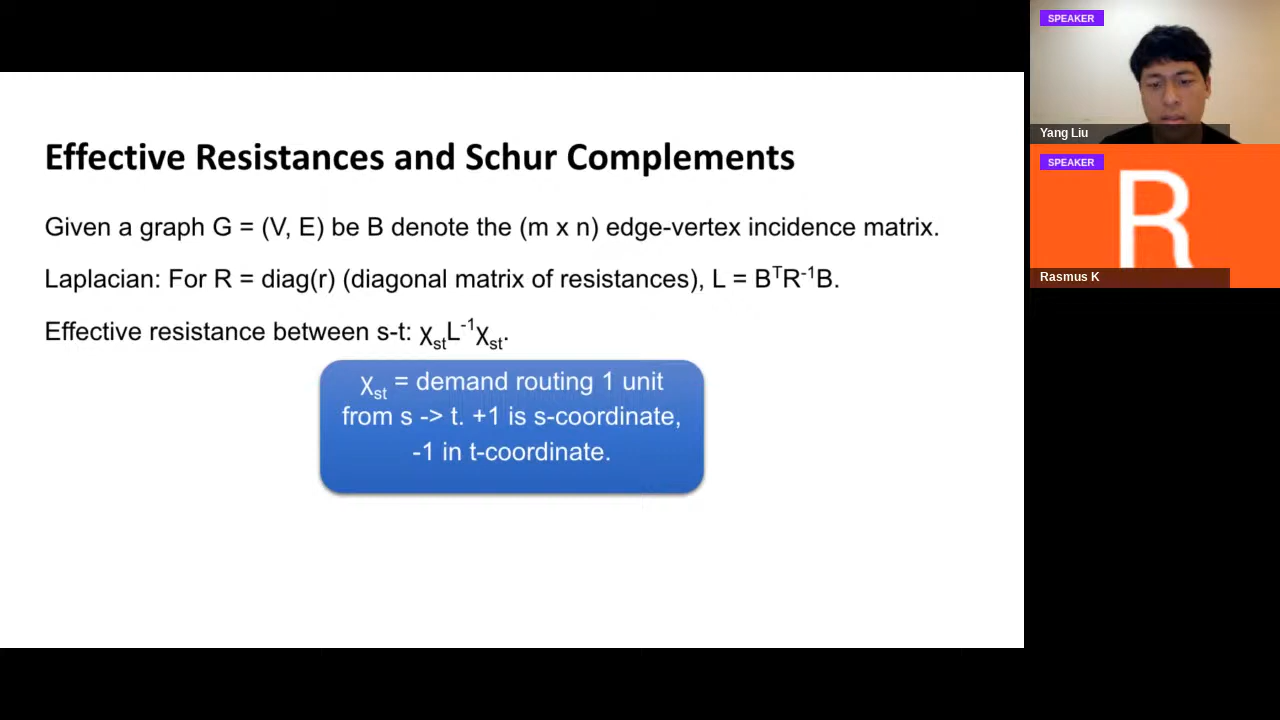 Effective Resistances and Schur Complements
Given a graph G = (V, E) be B denote the (m x n) edge-vertex incidence matrix.
Laplacian: For R = diag(r) (diagonal matrix of resistances), L = BᵀR⁻¹B.
Effective resistance between s-t: χₛₜL⁻¹χₛₜ.
χₛₜ = demand routing 1 unit
from s -> t. +1 is s-coordinate,
-1 in t-coordinate.
SPEAKER
Yang Liu
SPEAKER
R
Rasmus K